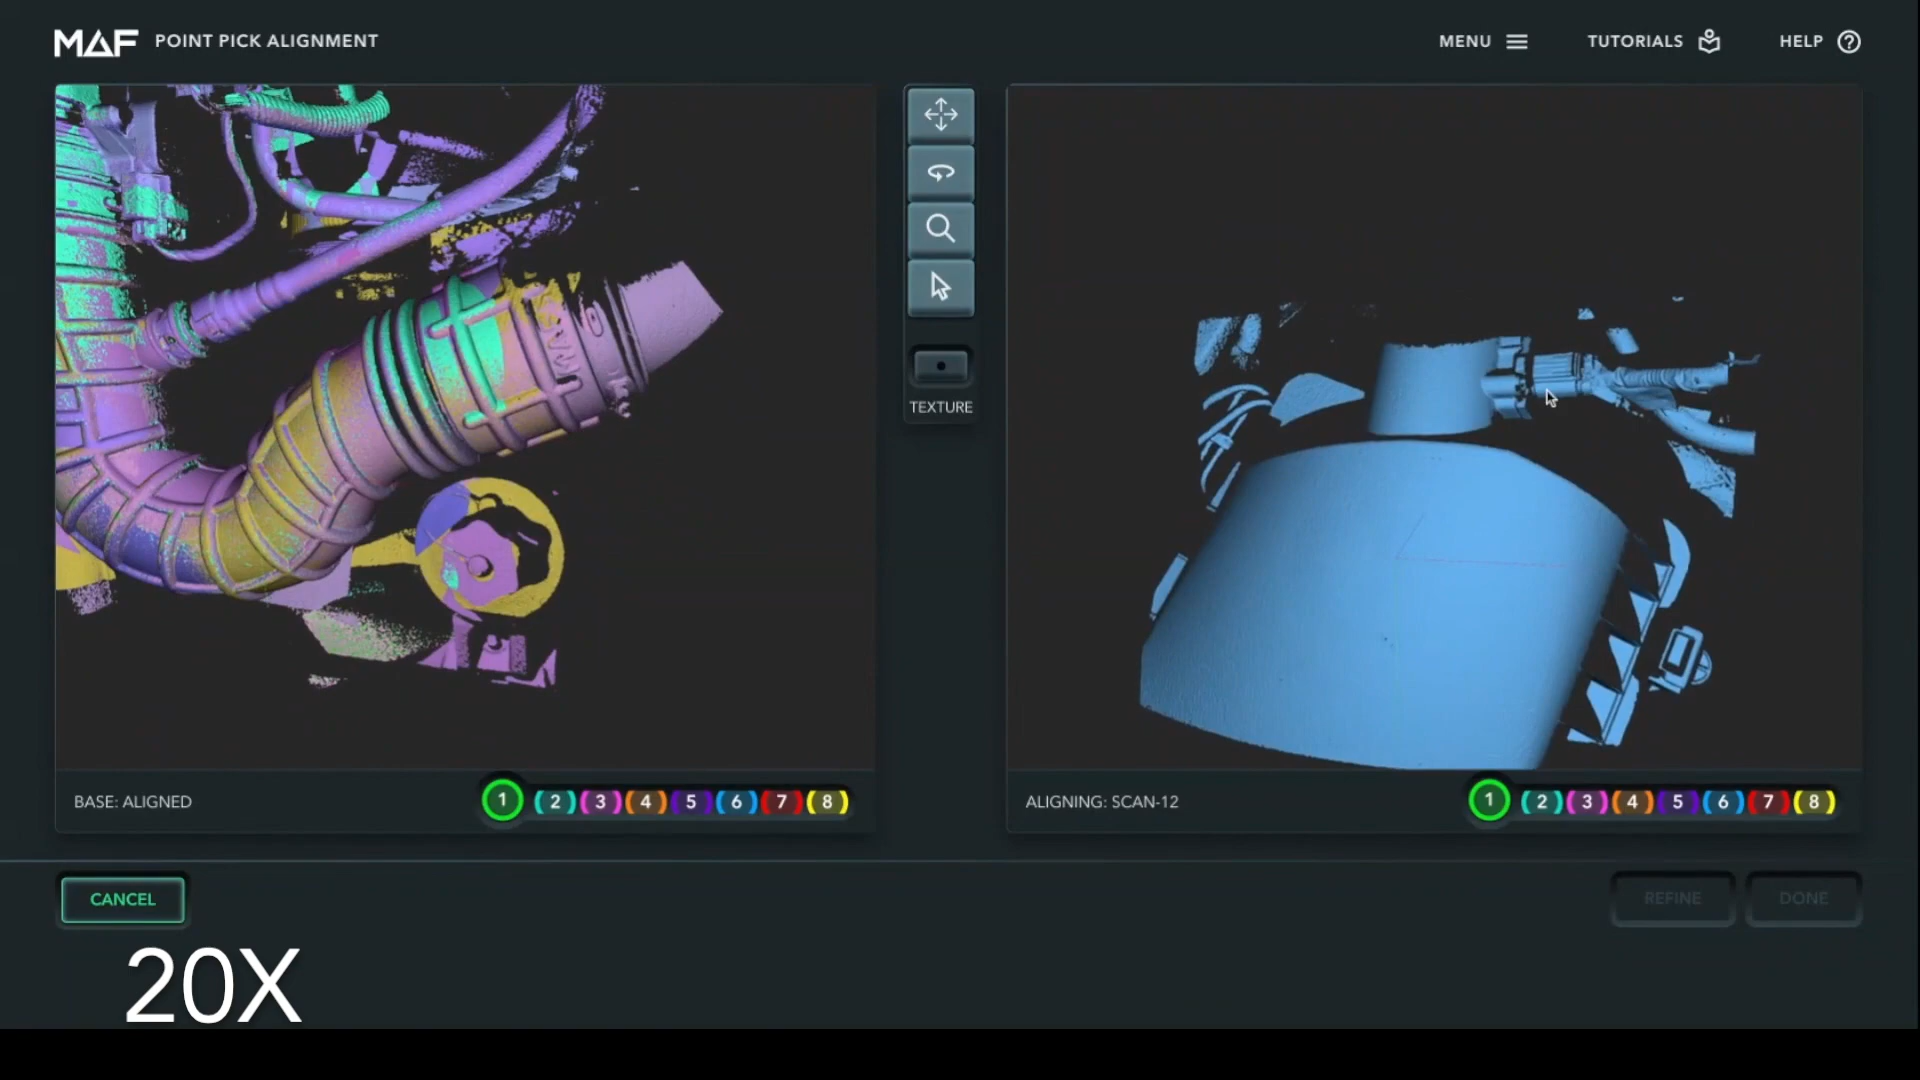 MAF POINT PICK ALIGNMENT
MENU
TUTORIALS
HELP
TEXTURE
BASE: ALIGNED
1 2 3 4 5 6 7 8
ALIGNING: SCAN-12
1 2 3 4 5 6 7 8
CANCEL
REFINE
DONE
20X